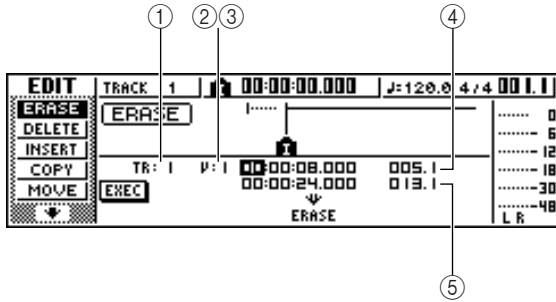 ① ② ③ ④
EDIT TRACK 1 00:00:00.000 ♩=120.0 4/4 001.1
ERASE ERASE 0
DELETE 6
INSERT I 12
COPY TR: 1 V: 1 00:00:08.000 005.1 18
MOVE EXEC 00:00:24.000 013.1 30
ERASE 48
L R
⑤